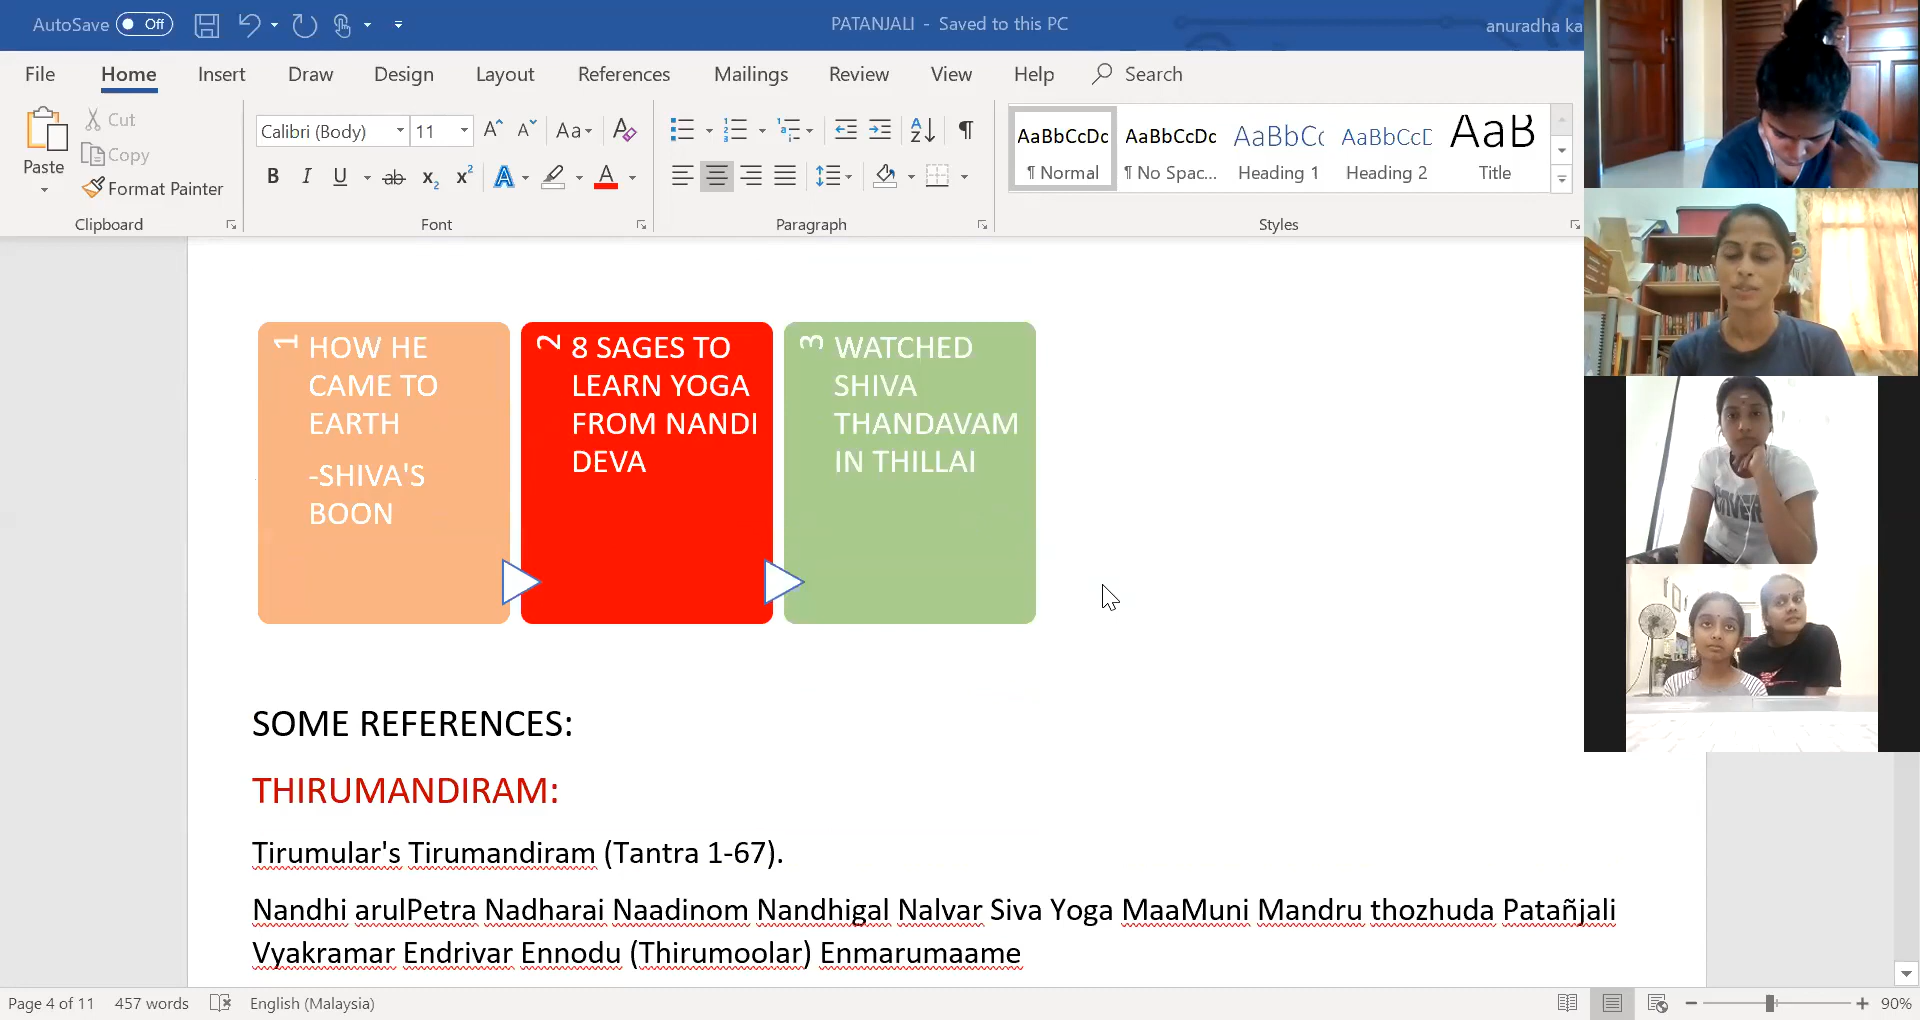 AutoSave Off
PATANJALI - Saved to this PC
anuradha ka
File Home Insert Draw Design Layout References Mailings Review View Help Search
Paste
Cut
Copy
Format Painter
Clipboard
Calibri (Body) 11
Font
Paragraph
AaBbCcDc AaBbCcDc AaBbC( AaBbCcE AaB
¶ Normal ¶ No Spac... Heading 1 Heading 2 Title
Styles
1
HOW HE
CAME TO
EARTH
-SHIVA'S
BOON
2
8 SAGES TO
LEARN YOGA
FROM NANDI
DEVA
3
WATCHED
SHIVA
THANDAVAM
IN THILLAI
SOME REFERENCES:
THIRUMANDIRAM:
Tirumular's Tirumandiram (Tantra 1-67).
Nandhi arulPetra Nadharai Naadinom Nandhigal Nalvar Siva Yoga MaaMuni Mandru thozhuda Patañjali
Vyakramar Endrivar Ennodu (Thirumoolar) Enmarumaame
Page 4 of 11 457 words English (Malaysia) 90%